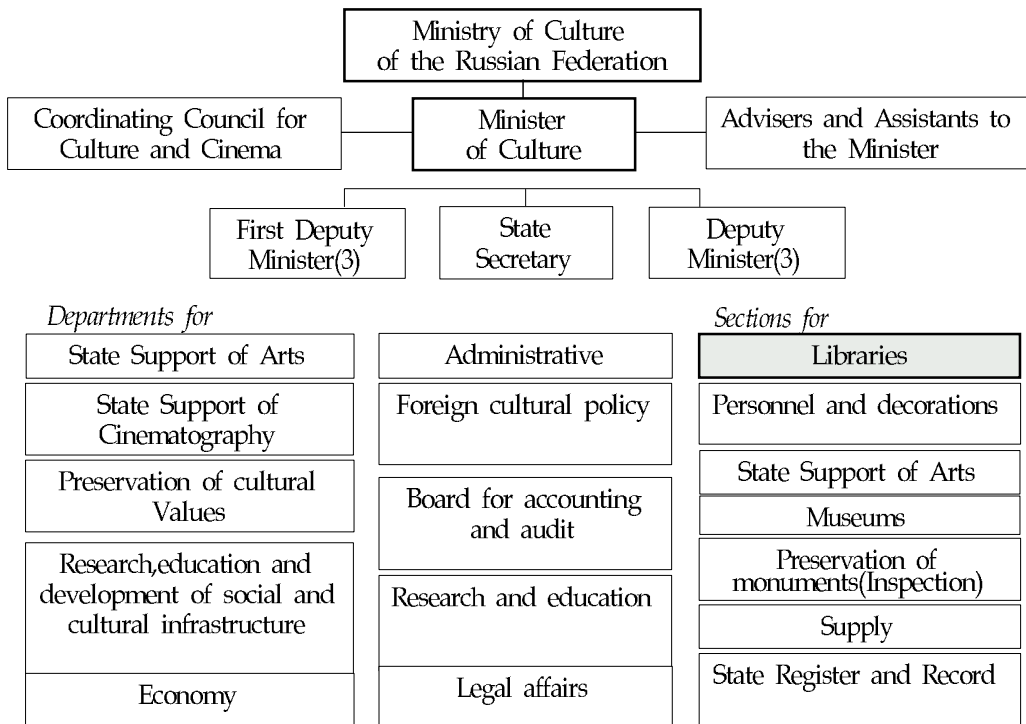 Ministry of Culture
of the Russian Federation
Coordinating Council for
Culture and Cinema
Minister
of Culture
Advisers and Assistants to
the Minister
First Deputy
Minister(3)
State
Secretary
Deputy
Minister(3)
Departments for
State Support of Arts
State Support of
Cinematography
Preservation of cultural
Values
Research,education and
development of social and
cultural infrastructure
Economy
Administrative
Foreign cultural policy
Board for accounting
and audit
Research and education
Legal affairs
Sections for
Libraries
Personnel and decorations
State Support of Arts
Museums
Preservation of
monuments(Inspection)
Supply
State Register and Record